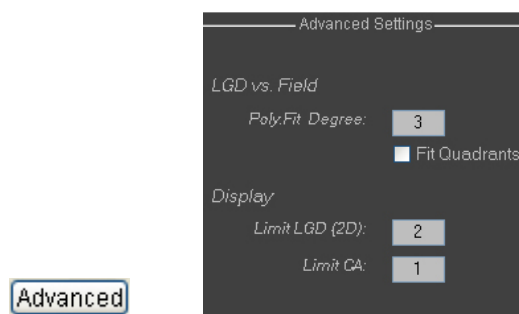 Advanced Settings
LGD vs. Field
Poly.Fit Degree: 3
Fit Quadrants
Display
Limit LGD (2D): 2
Limit CA: 1
Advanced